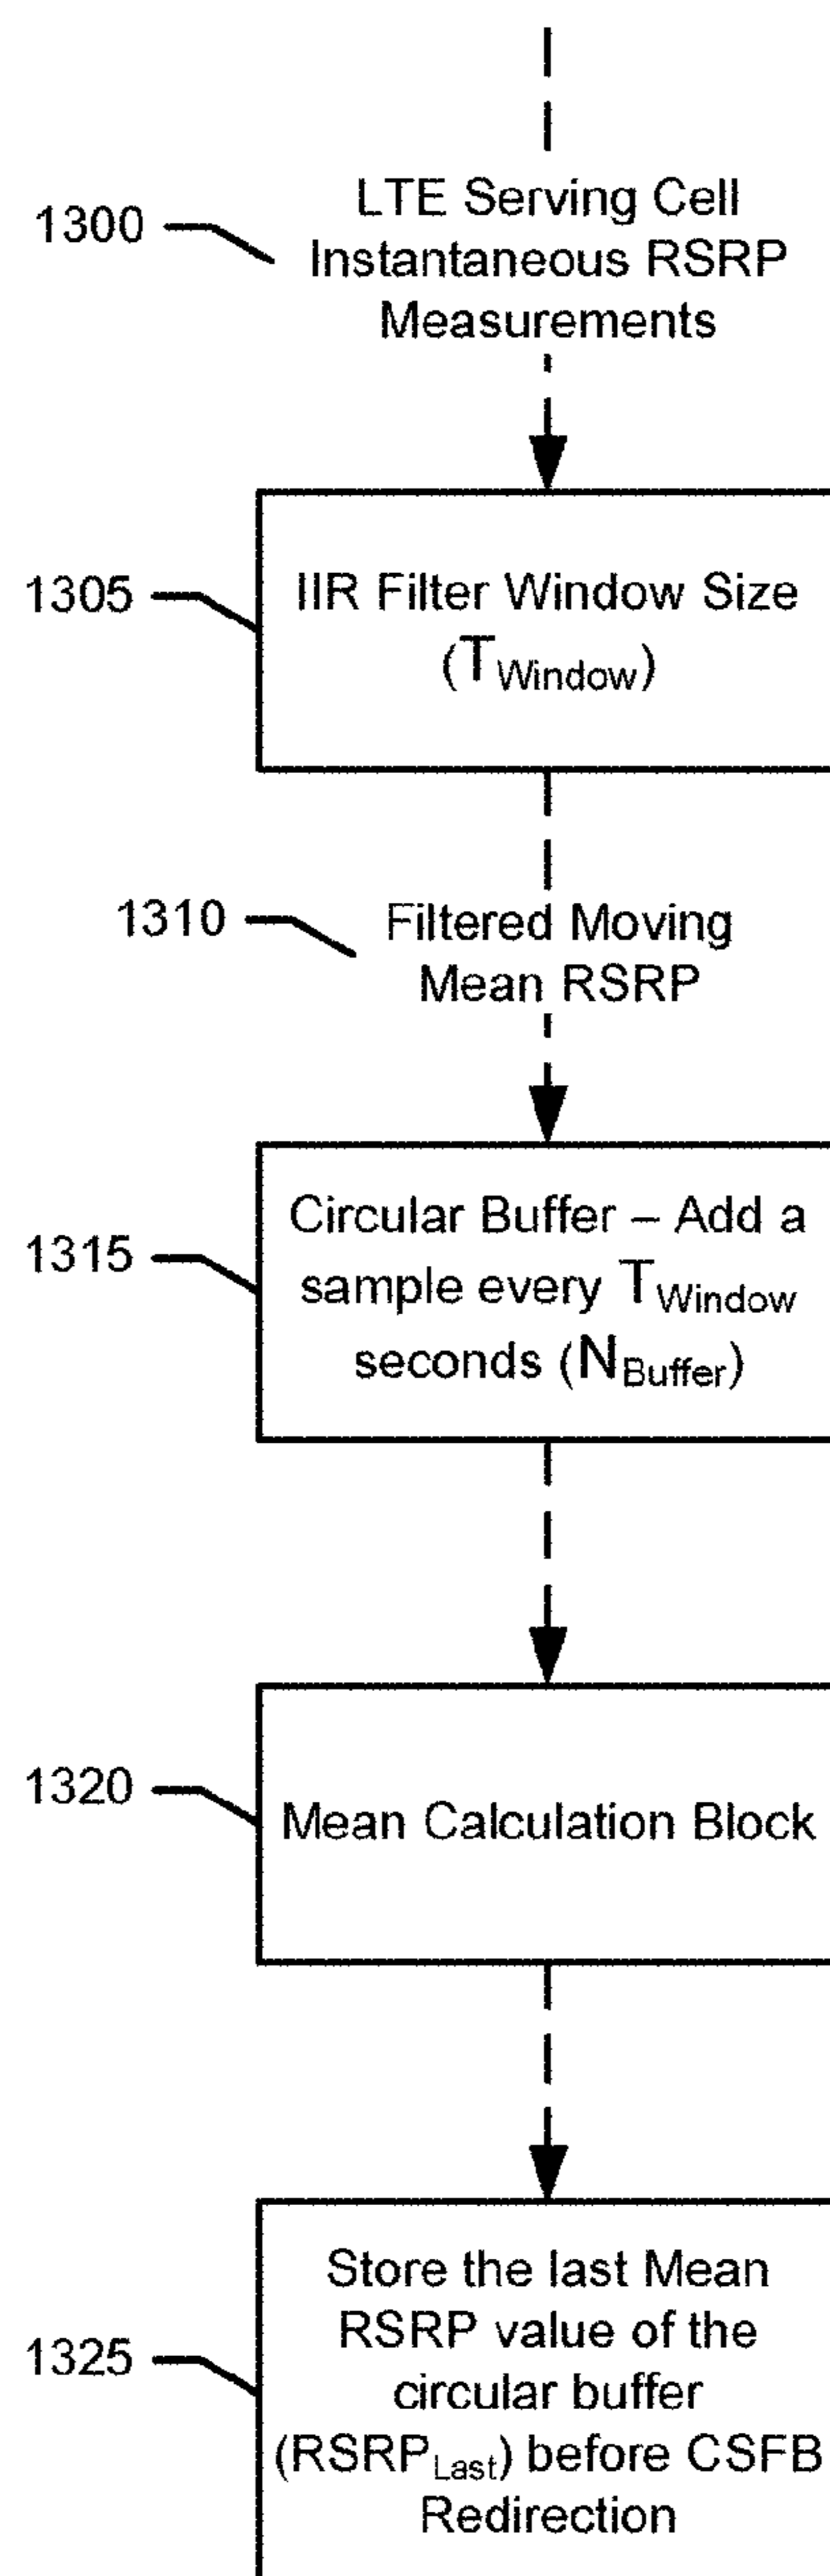 1300
LTE Serving Cell
Instantaneous RSRP
Measurements
1305
IIR Filter Window Size
(TWindow)
1310
Filtered Moving
Mean RSRP
1315
Circular Buffer – Add a
sample every TWindow
seconds (NBuffer)
1320
Mean Calculation Block
1325
Store the last Mean
RSRP value of the
circular buffer
(RSRPLast) before CSFB
Redirection